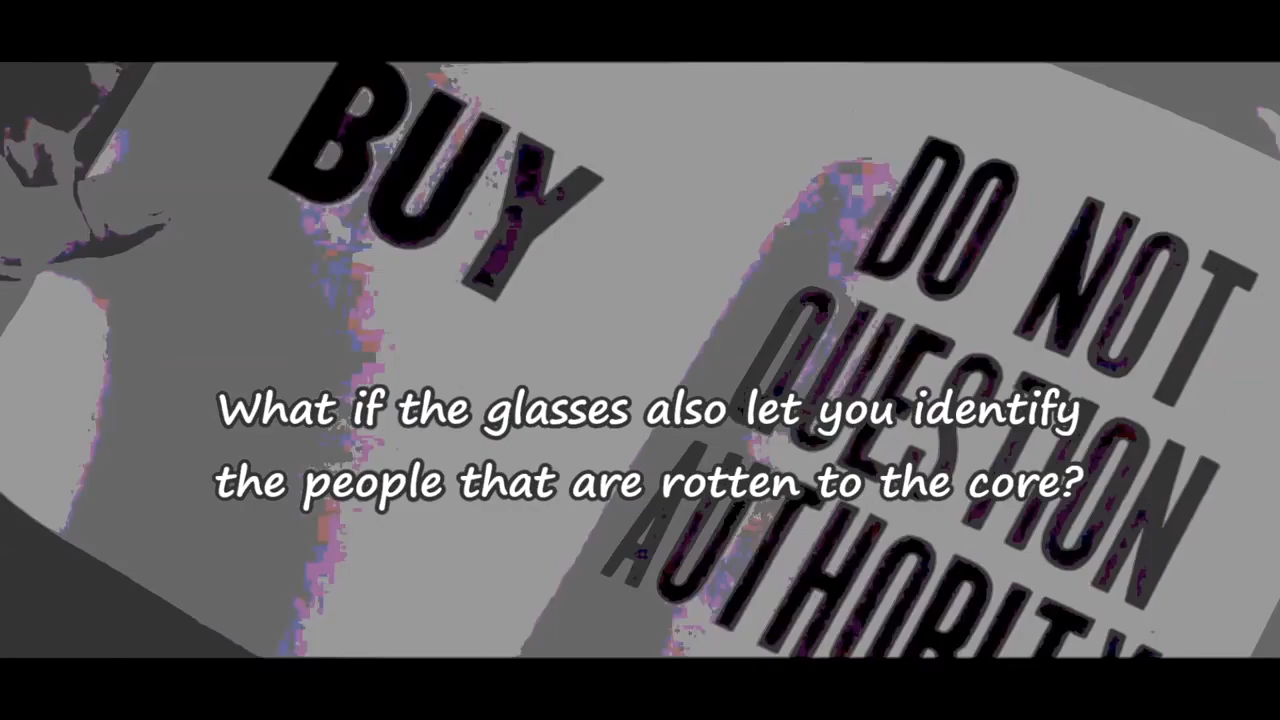 BUY
DO NOT
QUESTION
AUTHORITY
What if the glasses also let you identify
the people that are rotten to the core?